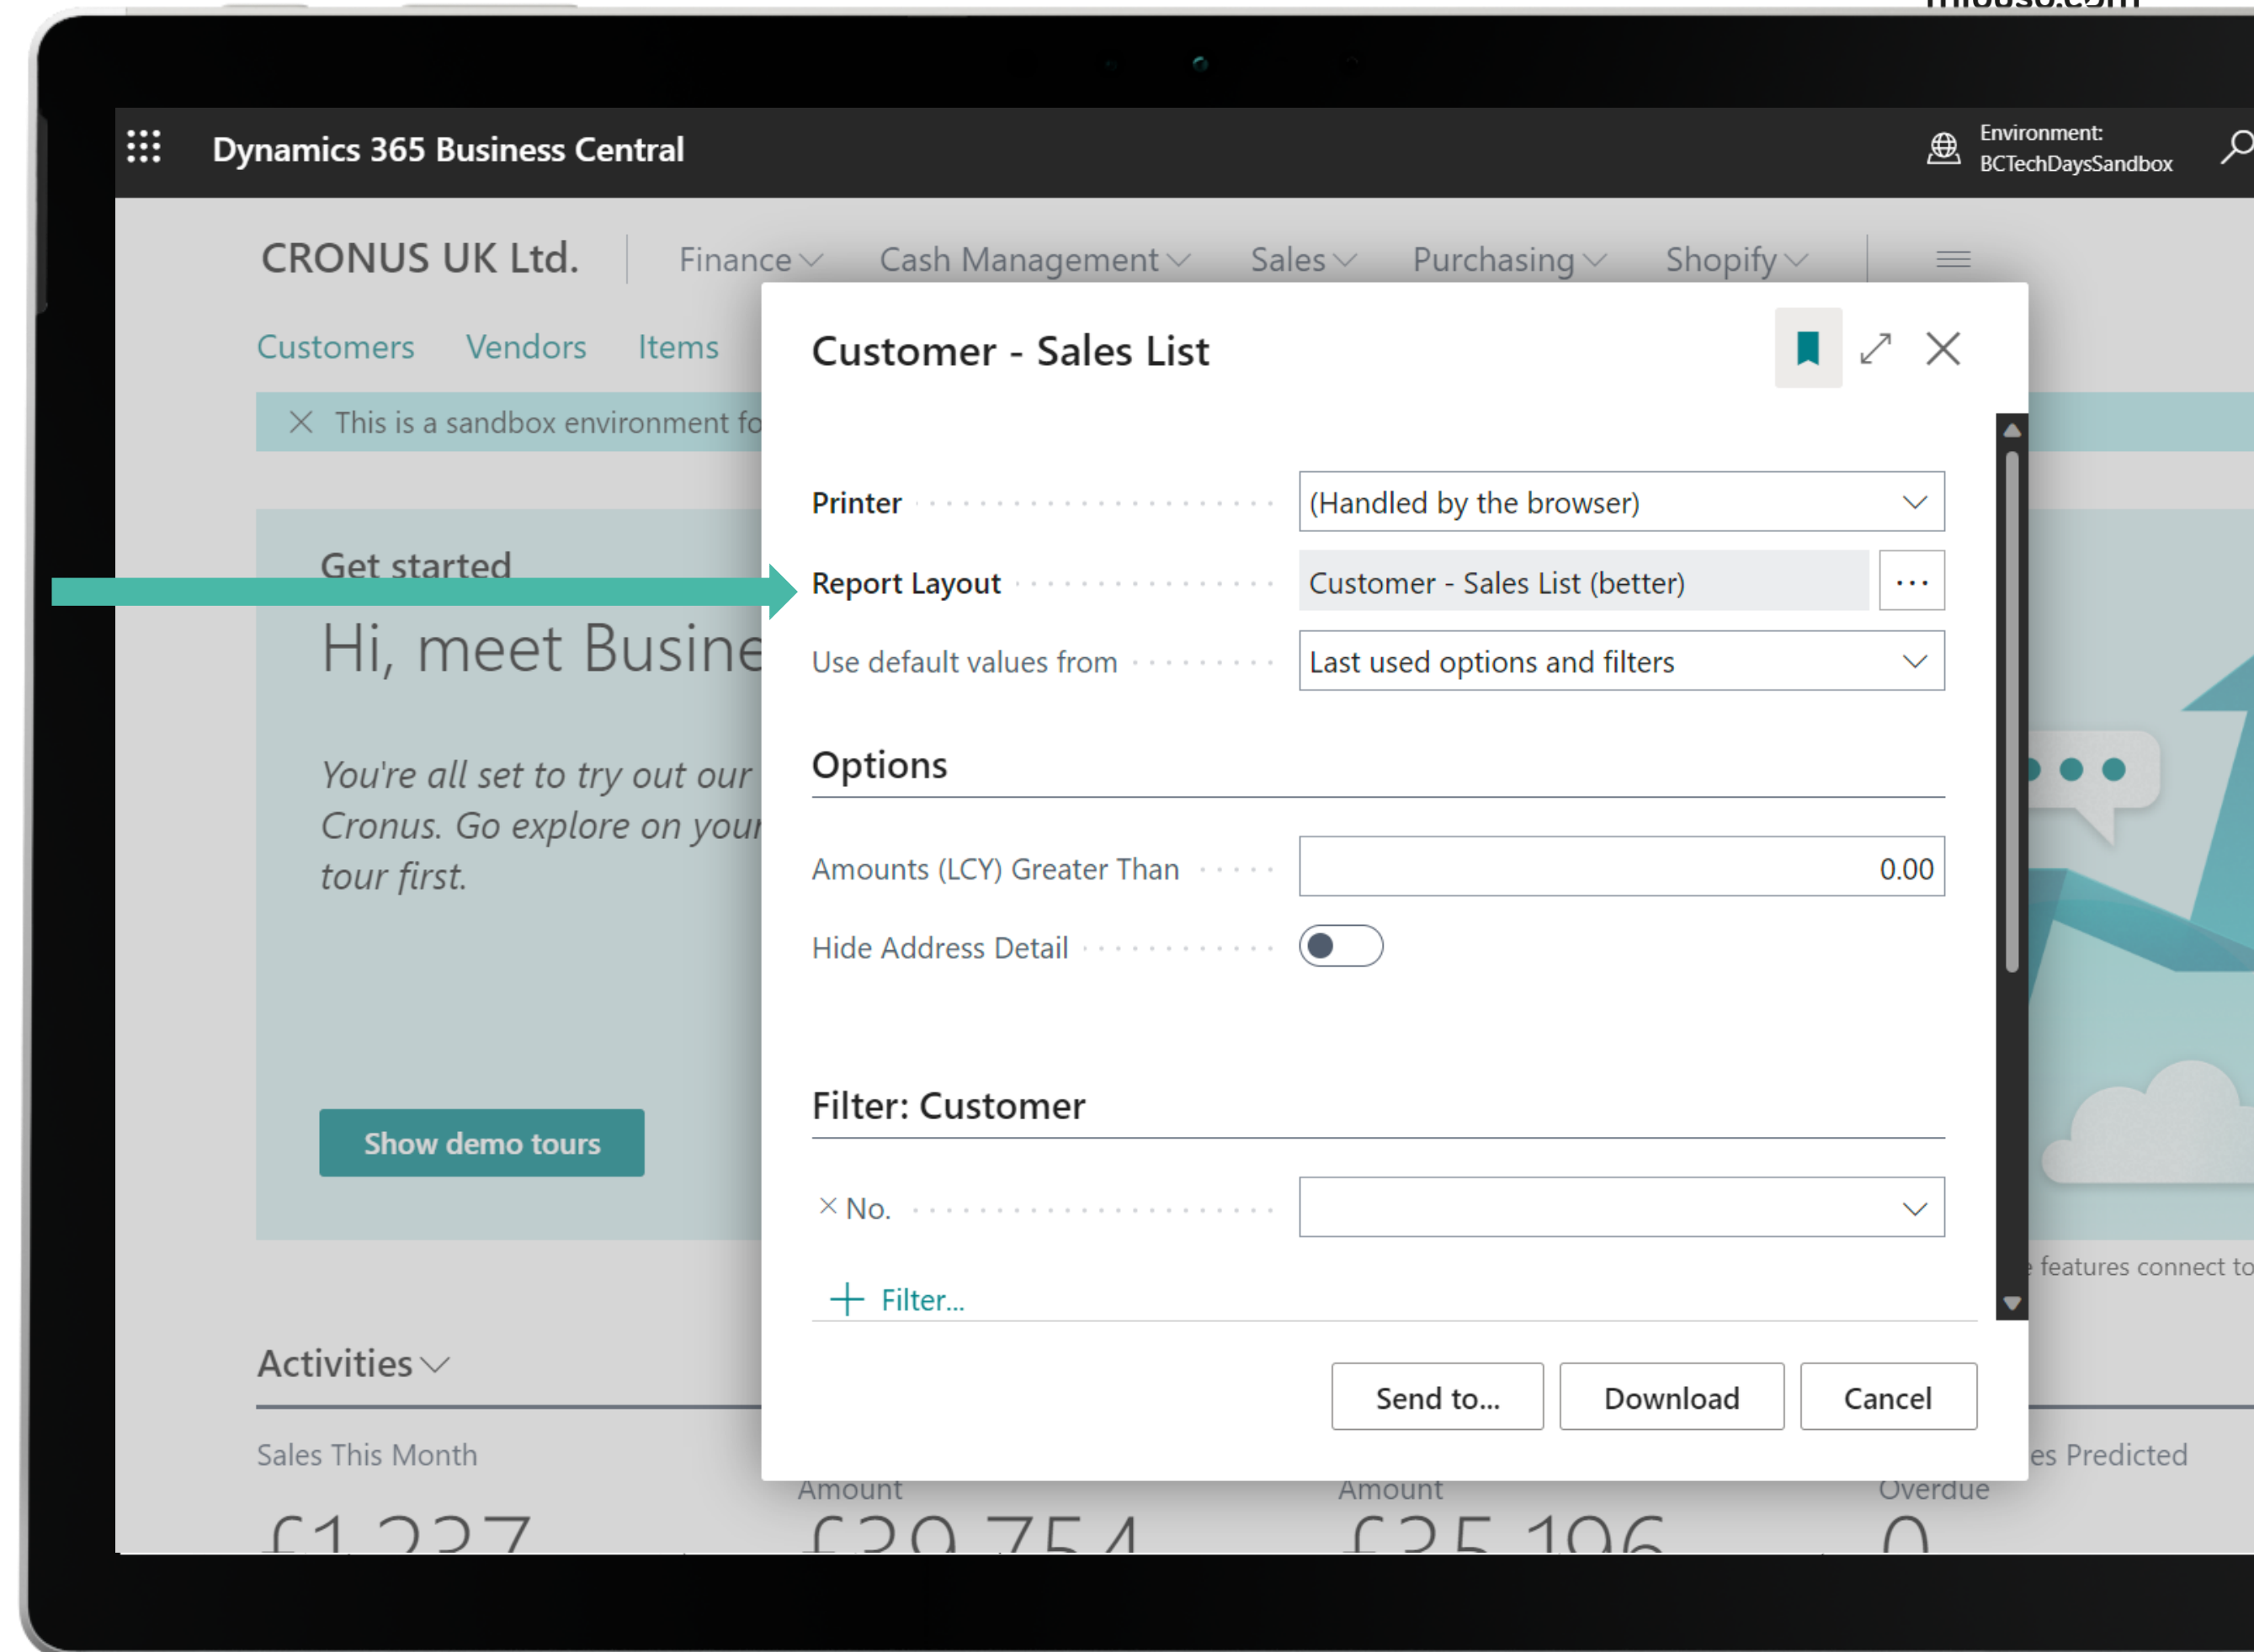 Dynamics 365 Business Central
Environment:
BCTechDaysSandbox
CRONUS UK Ltd.
Finance
Cash Management
Sales
Purchasing
Shopify
Customers
Vendors
Items
This is a sandbox environment
Get started
Hi, meet
You're all set to try out our
Cronus. Go explore on your
tour first.
Show demo tours
Customer - Sales List
Printer
(Handled by the browser)
Report Layout
Customer - Sales List (better)
...
Use default values from
Last used options and filters
Options
Amounts (LCY) Greater Than
0.00
Hide Address Detail
Filter: Customer
× No.
+ Filter...
Send to...
Download
Cancel
features connect to
Activities
Sales This Month
Amount
Amount
Predicted
Overdue